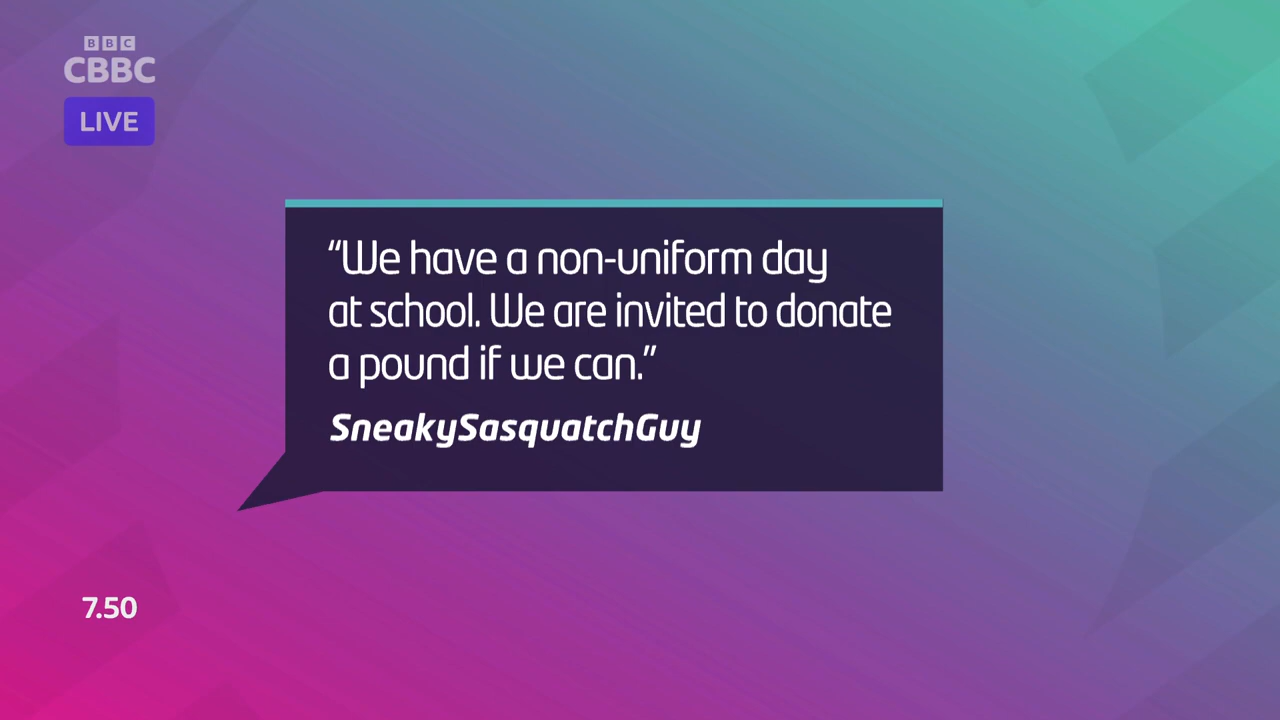 BBC
CBBC
LIVE
“We have a non-uniform day
at school. We are invited to donate
a pound if we can.”
SneakySasquatchGuy
7.50